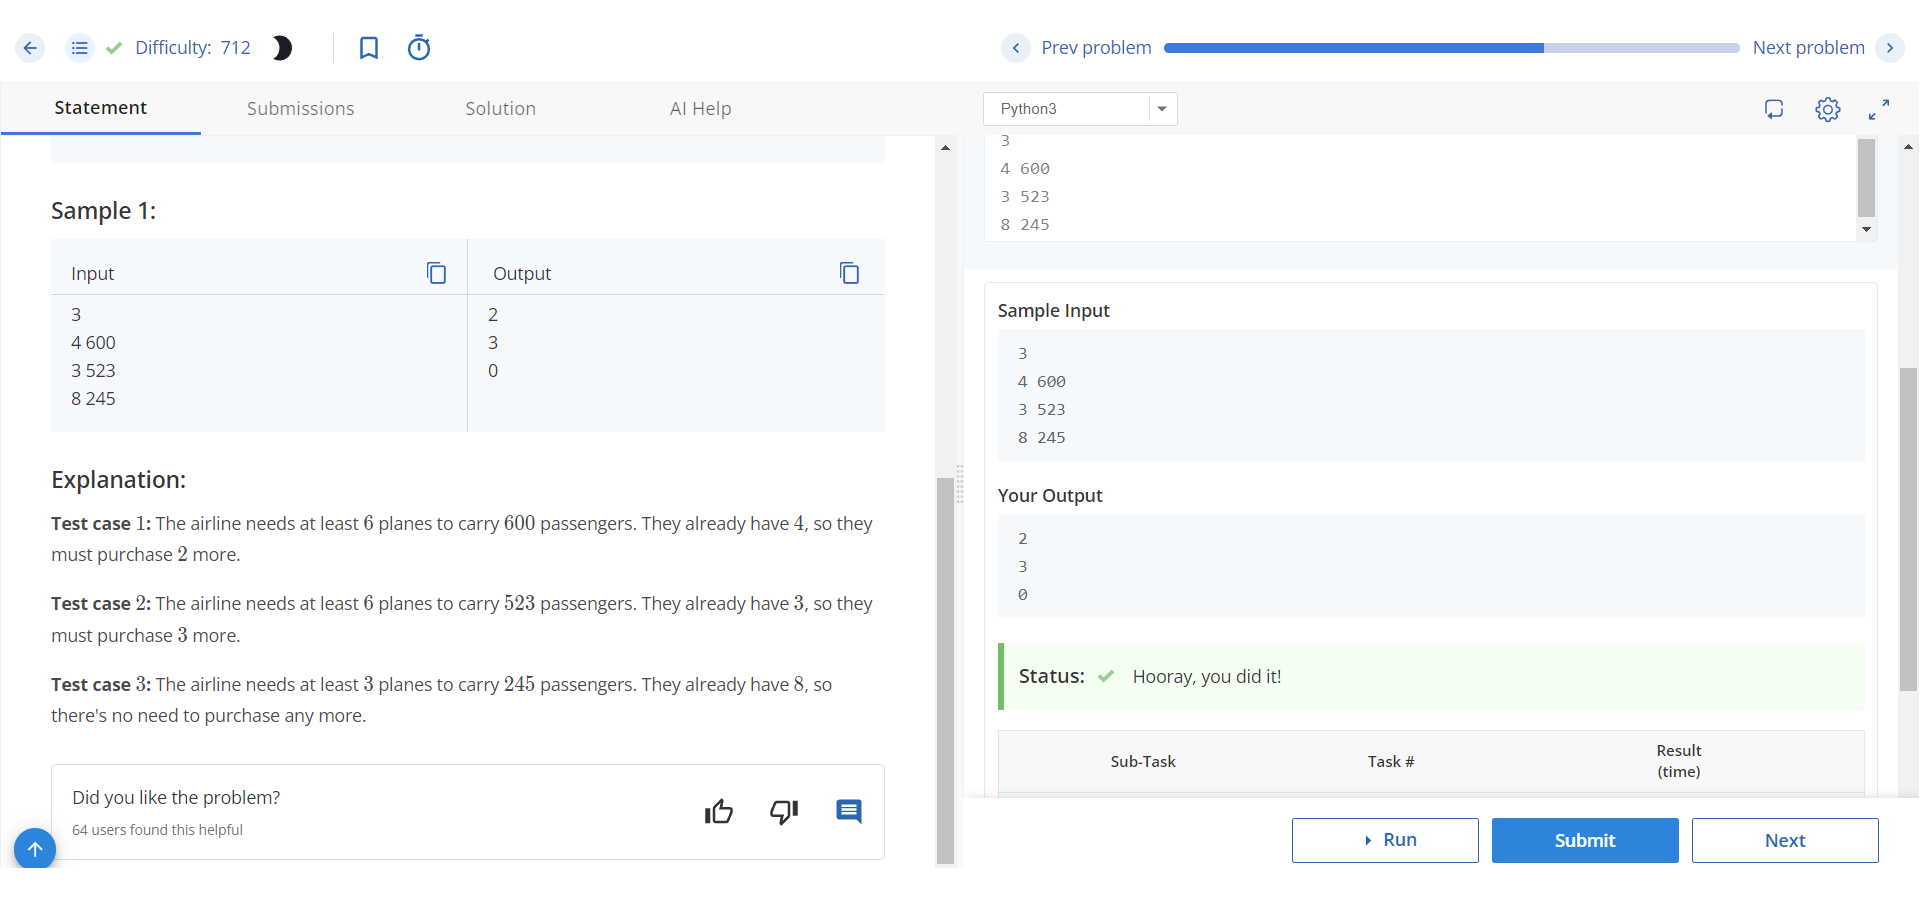 Difficulty: 712
Prev problem
Next problem
Statement
Submissions
Solution
AI Help
Python3
Sample 1:
Input
Output
3
4 600
3 523
8 245
2
3
0
Explanation:
Test case 1: The airline needs at least 6 planes to carry 600 passengers. They already have 4, so they
must purchase 2 more.
Test case 2: The airline needs at least 6 planes to carry 523 passengers. They already have 3, so they
must purchase 3 more.
Test case 3: The airline needs at least 3 planes to carry 245 passengers. They already have 8, so
there's no need to purchase any more.
Did you like the problem?
64 users found this helpful
3
4 600
3 523
8 245
Sample Input
3
4 600
3 523
8 245
Your Output
2
3
0
Status: Hooray, you did it!
Sub-Task
Task #
Result
(time)
Run
Submit
Next